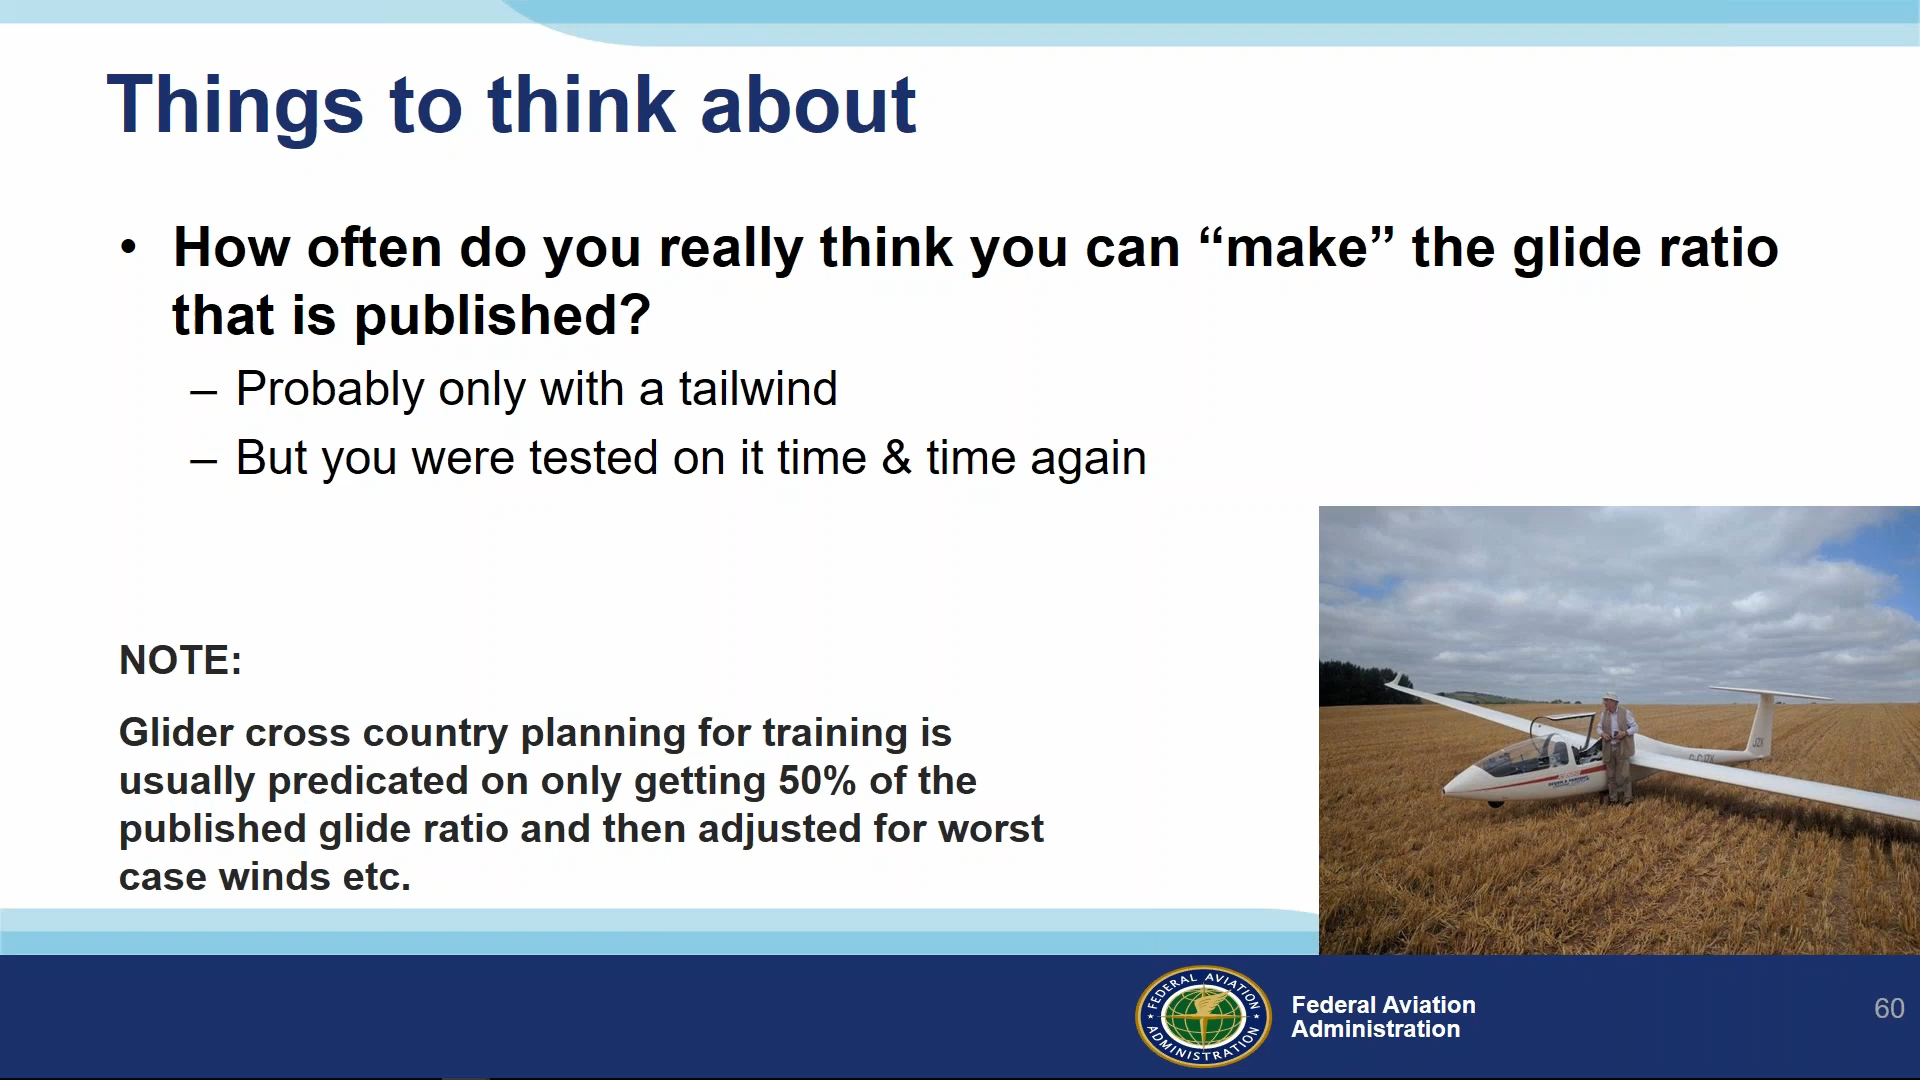 Things to think about
• How often do you really think you can “make” the glide ratio
that is published?
– Probably only with a tailwind
– But you were tested on it time & time again
NOTE:
Glider cross country planning for training is
usually predicated on only getting 50% of the
published glide ratio and then adjusted for worst
case winds etc.
JZX
FEDERAL AVIATION
ADMINISTRATION
Federal Aviation
Administration
60